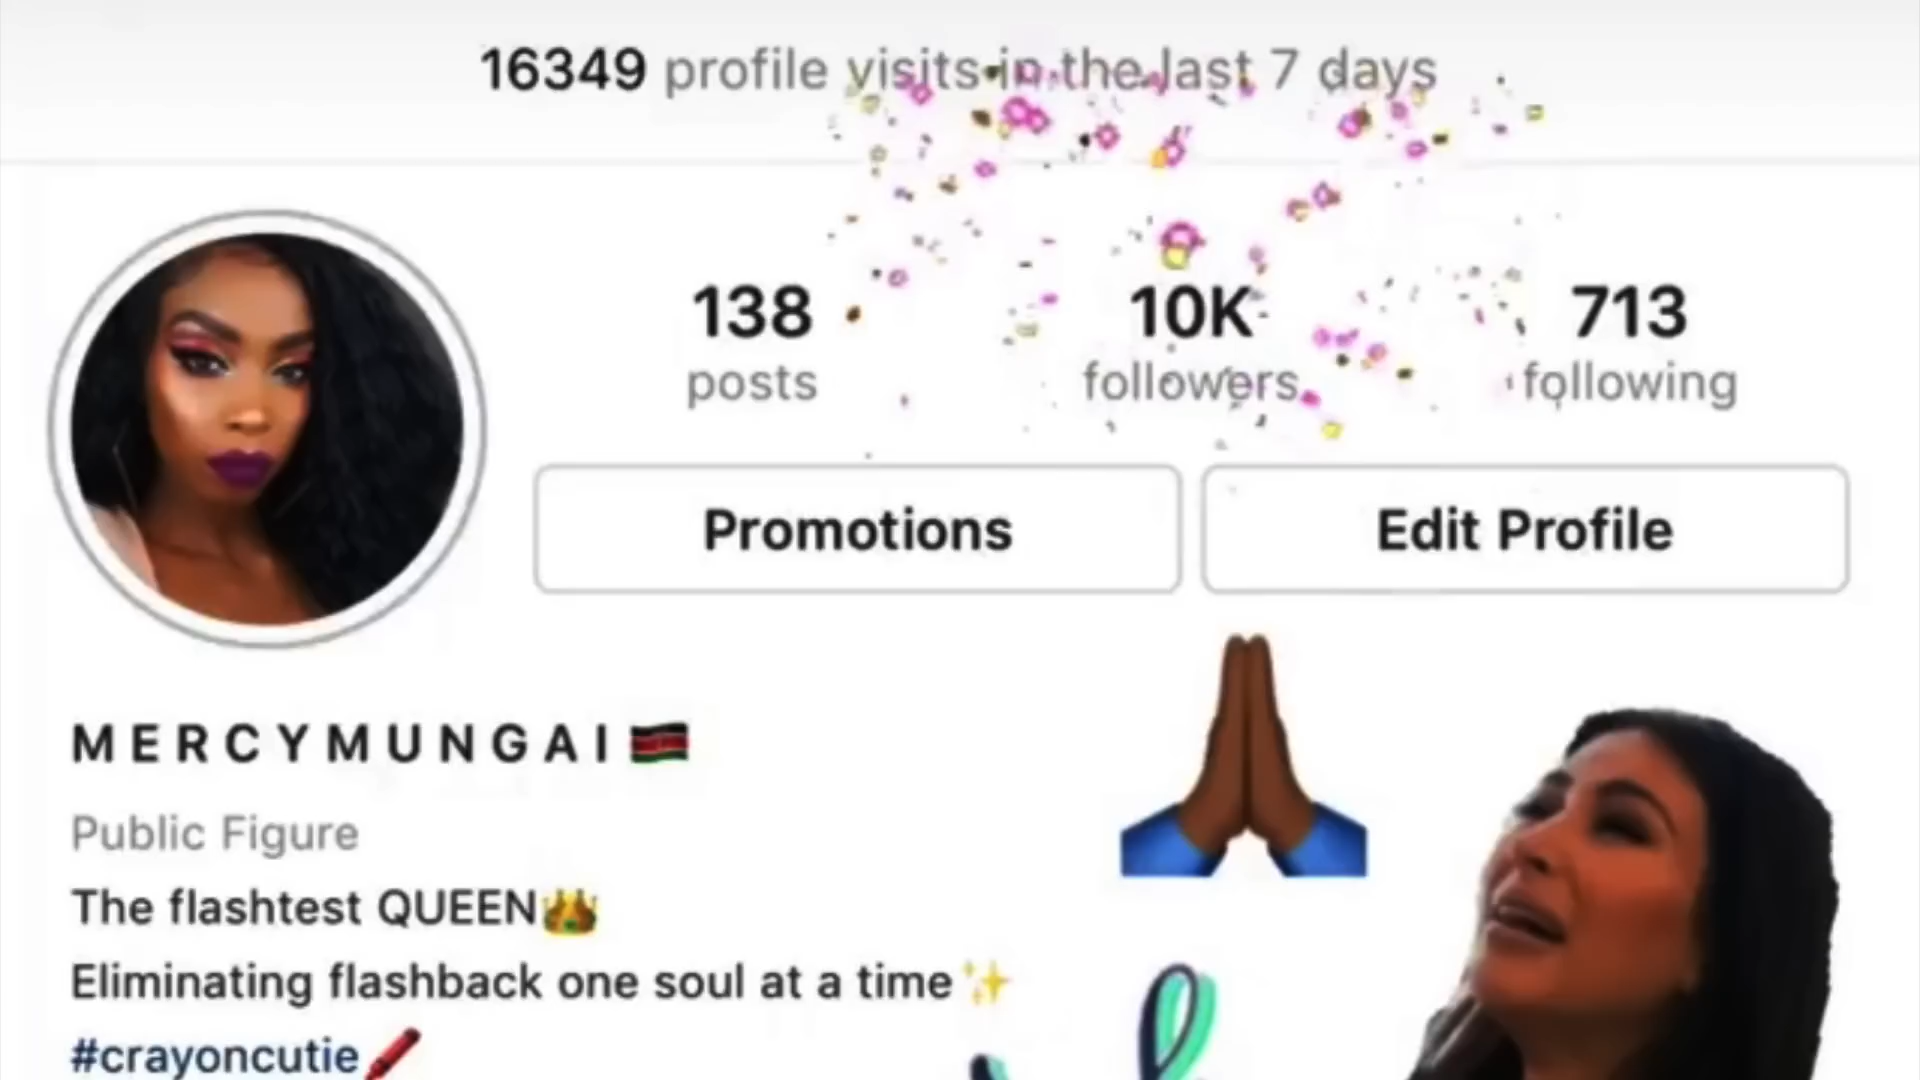 16349 profile visits in the last 7 days
138 10K 713
posts followers following
Promotions Edit Profile
M E R C Y M U N G A I 🇰🇪
Public Figure
The flashtest QUEEN👑
Eliminating flashback one soul at a time✨
#crayoncutie🖍️